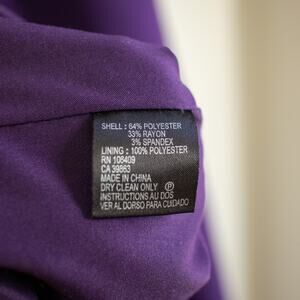 SHELL : 64% POLYESTER
33% RAYON
3% SPANDEX
LINING : 100% POLYESTER
RN 106409
CA 39863
MADE IN CHINA
DRY CLEAN ONLY Ⓟ
INSTRUCTIONS AU DOS
VER AL DORSO PARA CUIDADO